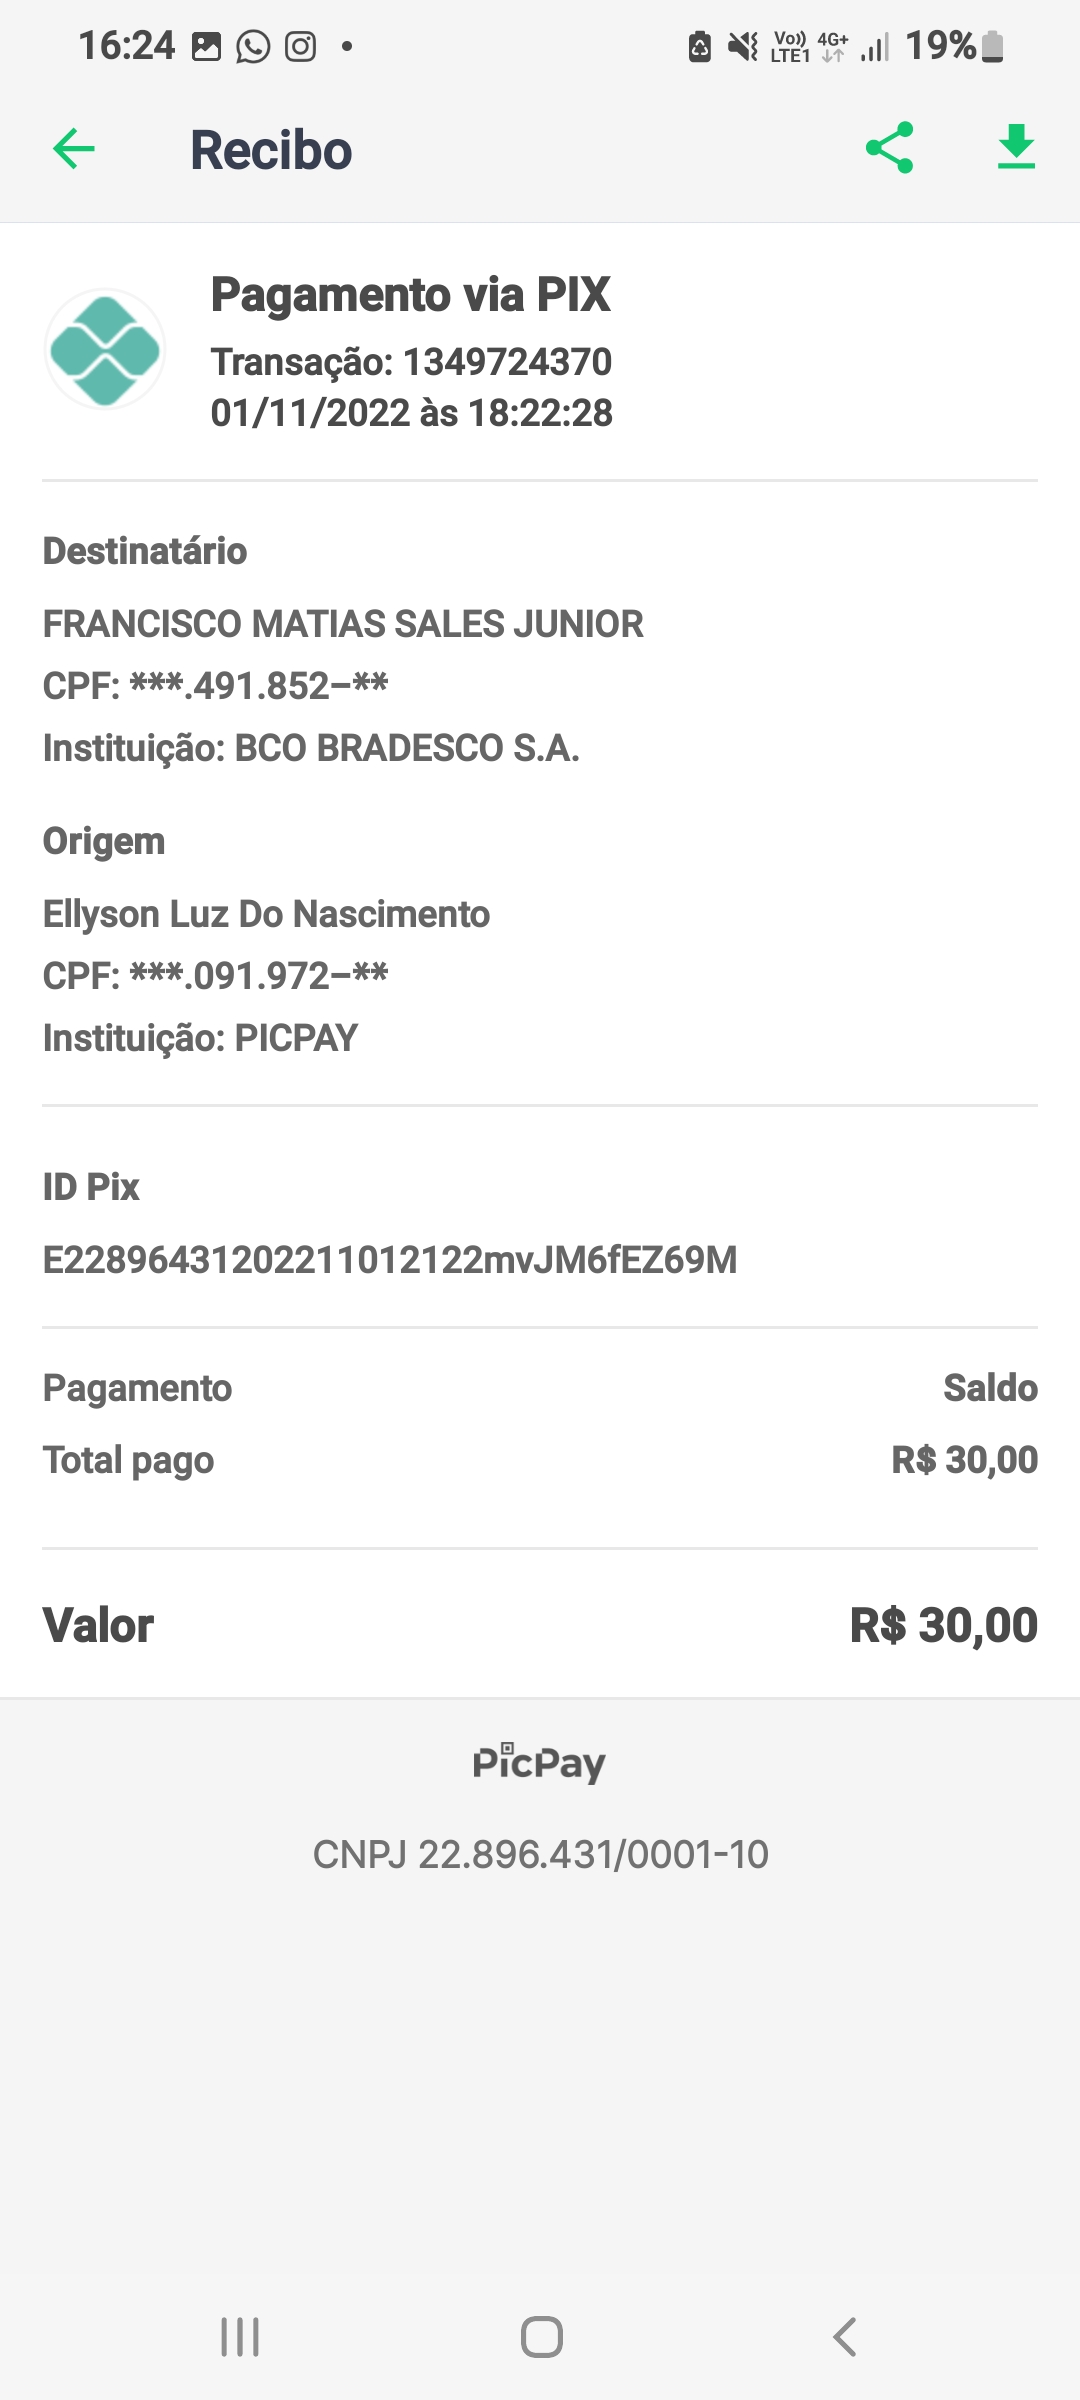 16:24
Vo)) LTE1 4G+ 19%
Recibo
Pagamento via PIX
Transação: 1349724370
01/11/2022 às 18:22:28
Destinatário
FRANCISCO MATIAS SALES JUNIOR
CPF: ***.491.852–**
Instituição: BCO BRADESCO S.A.
Origem
Ellyson Luz Do Nascimento
CPF: ***.091.972–**
Instituição: PICPAY
ID Pix
E22896431202211012122mvJM6fEZ69M
Pagamento Saldo
Total pago R$ 30,00
Valor R$ 30,00
PicPay
CNPJ 22.896.431/0001-10